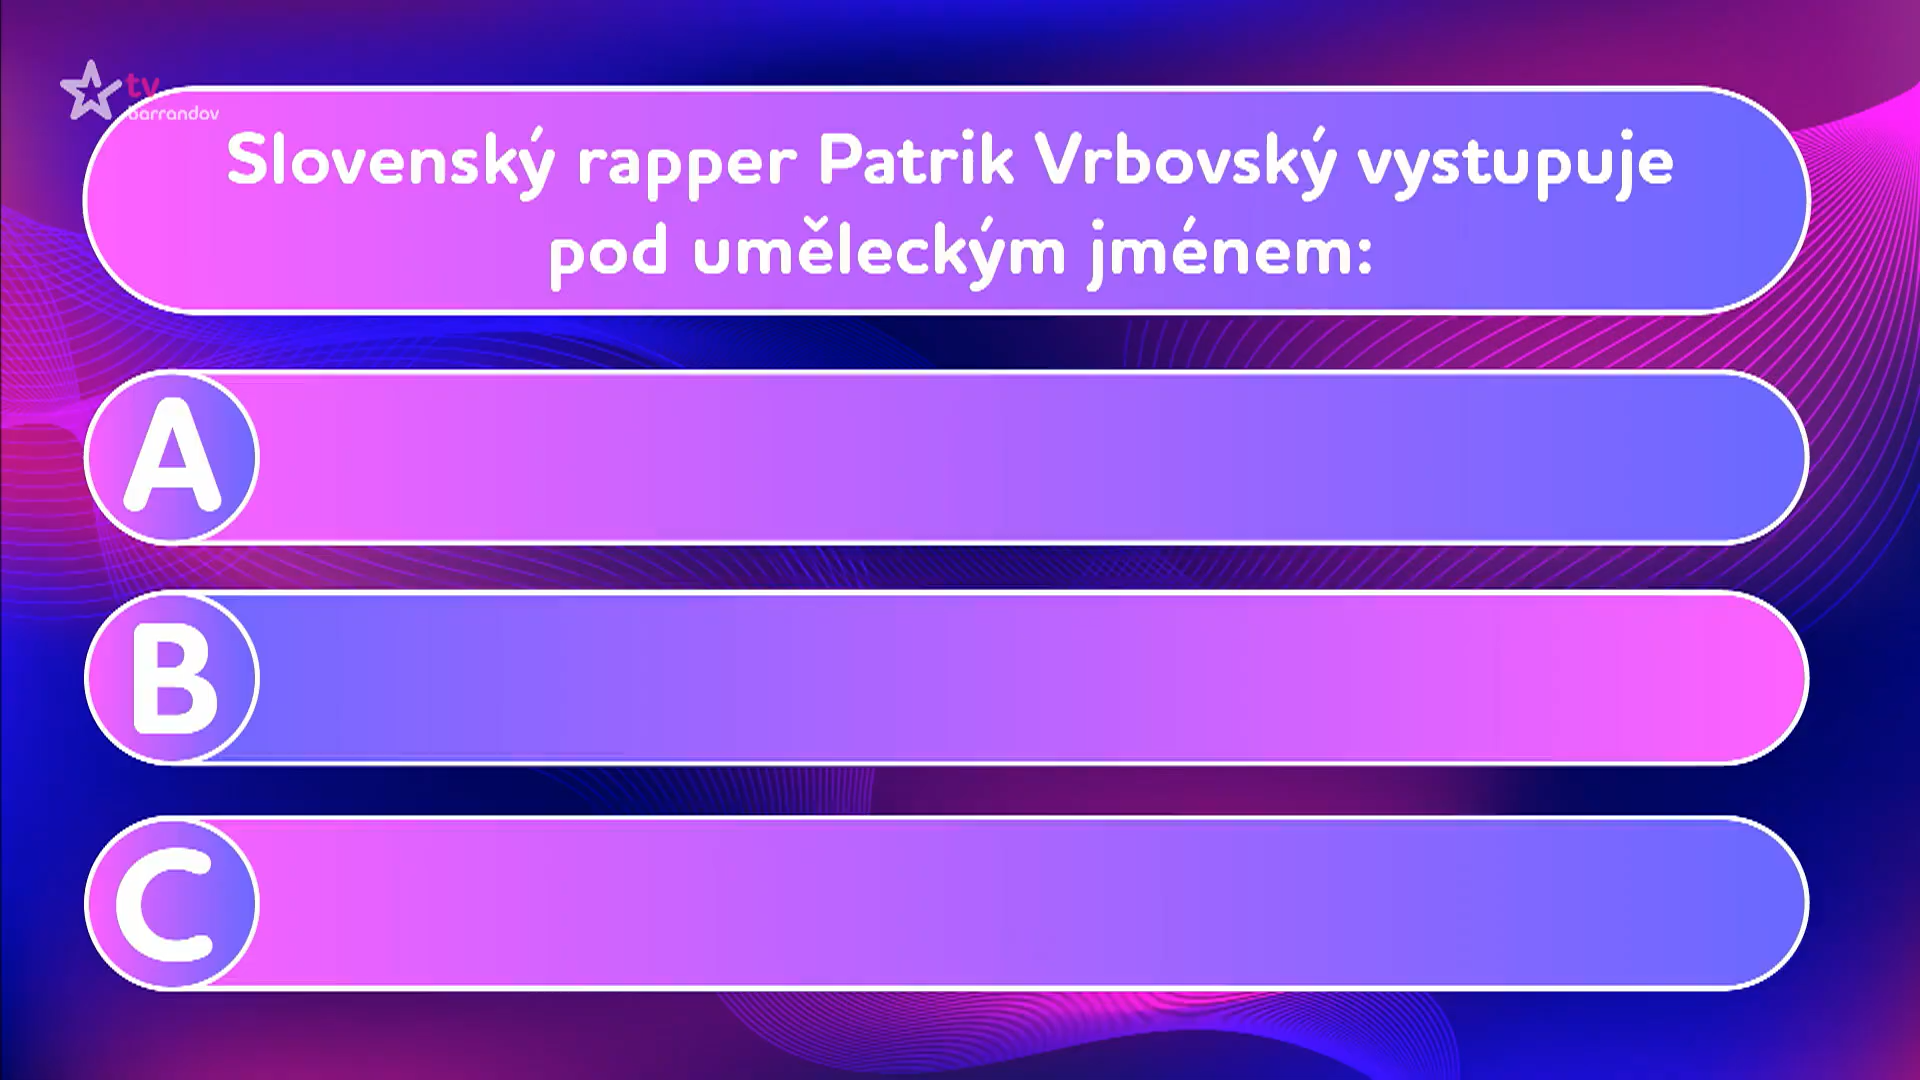 tv
barrandov
Slovenský rapper Patrik Vrbovský vystupuje
pod uměleckým jménem:
A
B
C